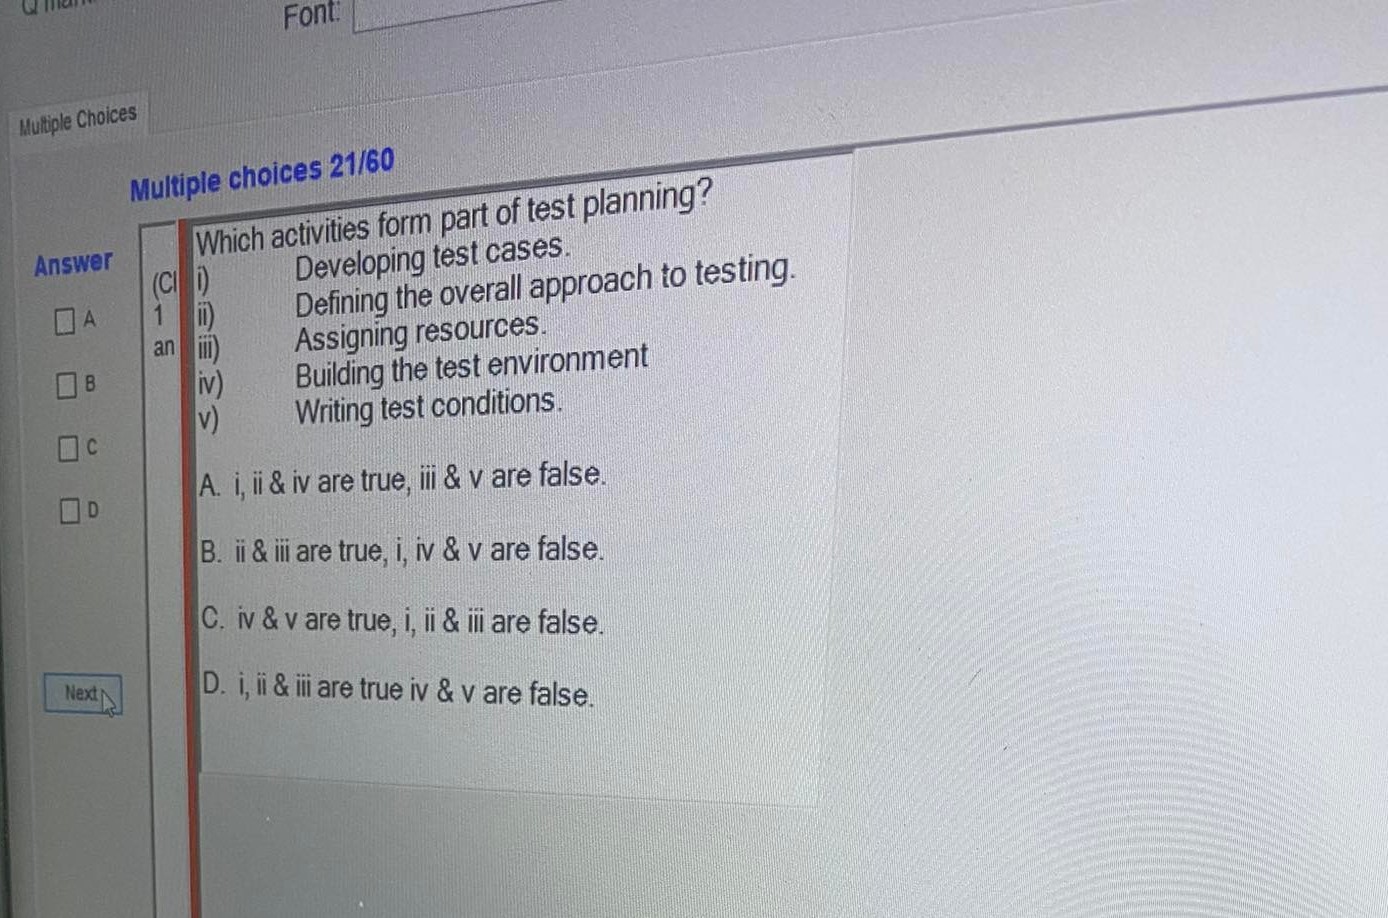 Font:
Multiple Choices
Multiple choices 21/60
Answer
A
B
C
D
Next
(Cl
1
an
Which activities form part of test planning?
i) Developing test cases.
ii) Defining the overall approach to testing.
iii) Assigning resources.
iv) Building the test environment
v) Writing test conditions.
A. i, ii & iv are true, iii & v are false.
B. ii & iii are true, i, iv & v are false.
C. iv & v are true, i, ii & iii are false.
D. i, ii & iii are true iv & v are false.